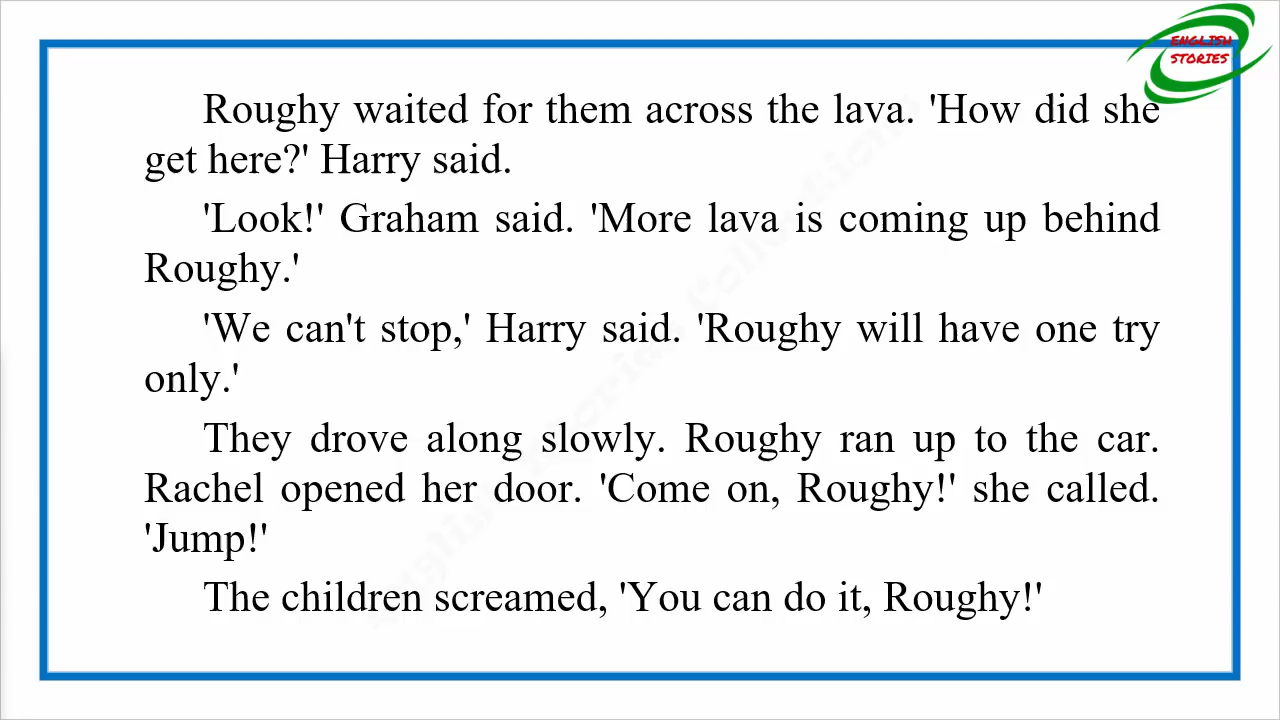 ENGLISH
STORIES
Roughy waited for them across the lava. 'How did she
get here?' Harry said.
'Look!' Graham said. 'More lava is coming up behind
Roughy.'
'We can't stop,' Harry said. 'Roughy will have one try
only.'
They drove along slowly. Roughy ran up to the car.
Rachel opened her door. 'Come on, Roughy!' she called.
'Jump!'
The children screamed, 'You can do it, Roughy!'